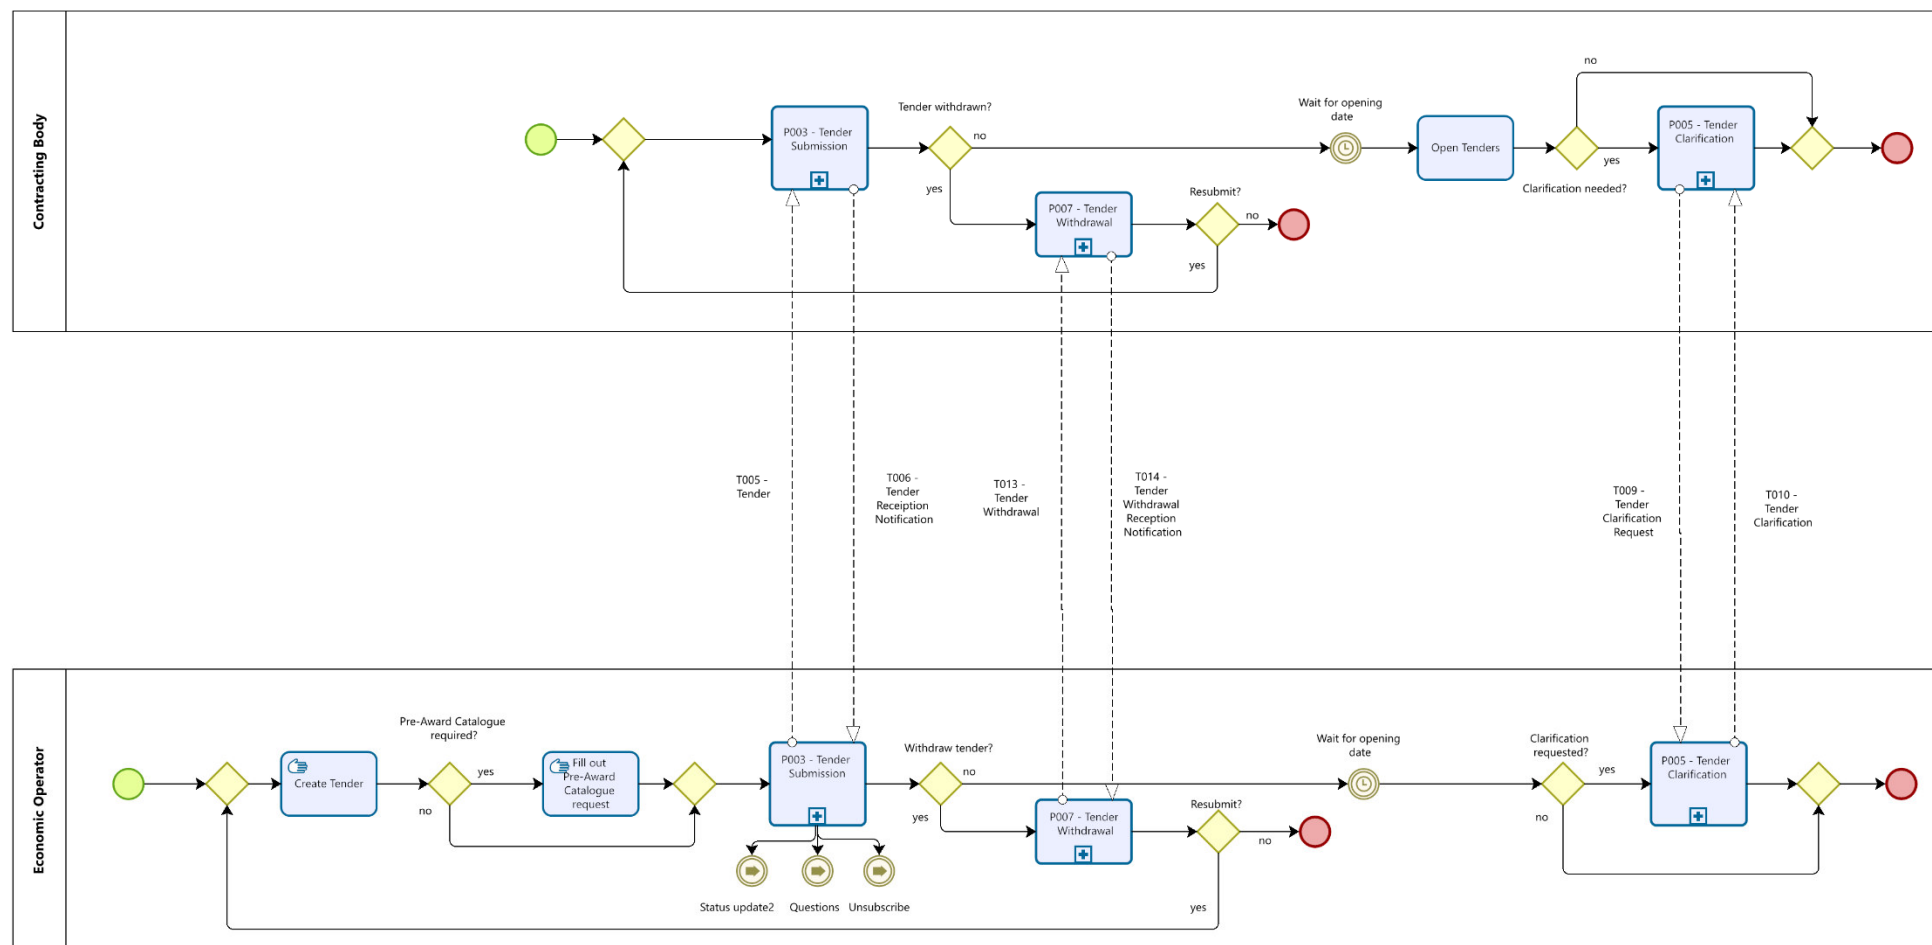 Contracting Body
P003 - Tender
Submission
Tender withdrawn?
no
yes
P007 - Tender
Withdrawal
Resubmit?
no
yes
Wait for opening
date
Open Tenders
no
yes
Clarification needed?
P005 - Tender
Clarification
T005 -
Tender
T006 -
Tender
Receiption
Notification
T013 -
Tender
Withdrawal
T014 -
Tender
Withdrawal
Reception
Notification
T009 -
Tender
Clarification
Request
T010 -
Tender
Clarification
Economic Operator
Create Tender
Pre-Award Catalogue
required?
yes
no
Fill out
Pre-Award
Catalogue
request
P003 - Tender
Submission
Status update2
Questions
Unsubscribe
Withdraw tender?
no
yes
P007 - Tender
Withdrawal
Resubmit?
no
yes
Wait for opening
date
Clarification
requested?
yes
no
P005 - Tender
Clarification